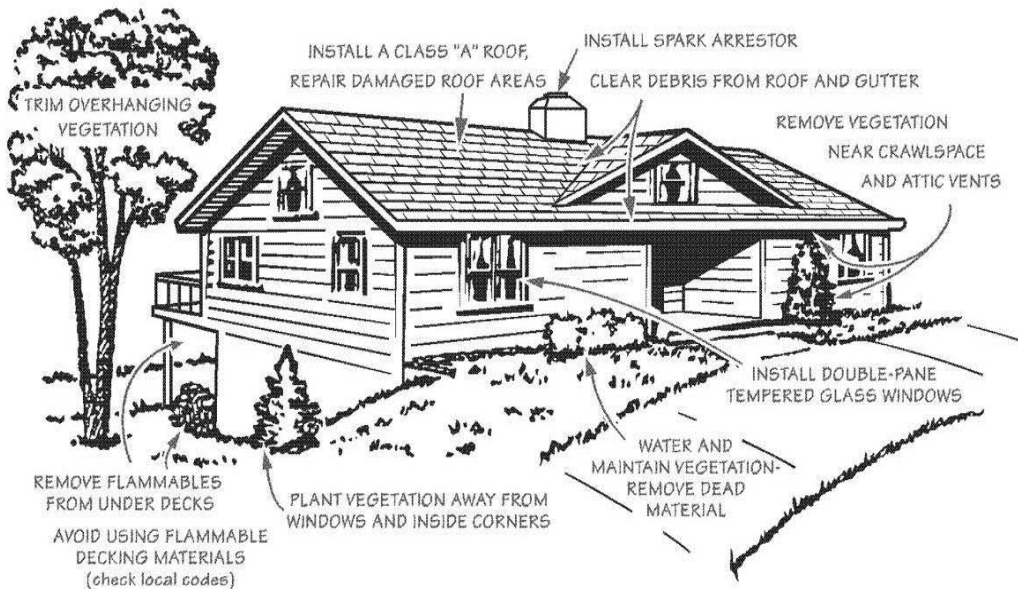 INSTALL A CLASS "A" ROOF,
REPAIR DAMAGED ROOF AREAS
INSTALL SPARK ARRESTOR
CLEAR DEBRIS FROM ROOF AND GUTTER
TRIM OVERHANGING
VEGETATION
REMOVE VEGETATION
NEAR CRAWLSPACE
AND ATTIC VENTS
INSTALL DOUBLE-PANE
TEMPERED GLASS WINDOWS
WATER AND
MAINTAIN VEGETATION-
REMOVE DEAD
MATERIAL
REMOVE FLAMMABLES
FROM UNDER DECKS
PLANT VEGETATION AWAY FROM
WINDOWS AND INSIDE CORNERS
AVOID USING FLAMMABLE
DECKING MATERIALS
(check local codes)